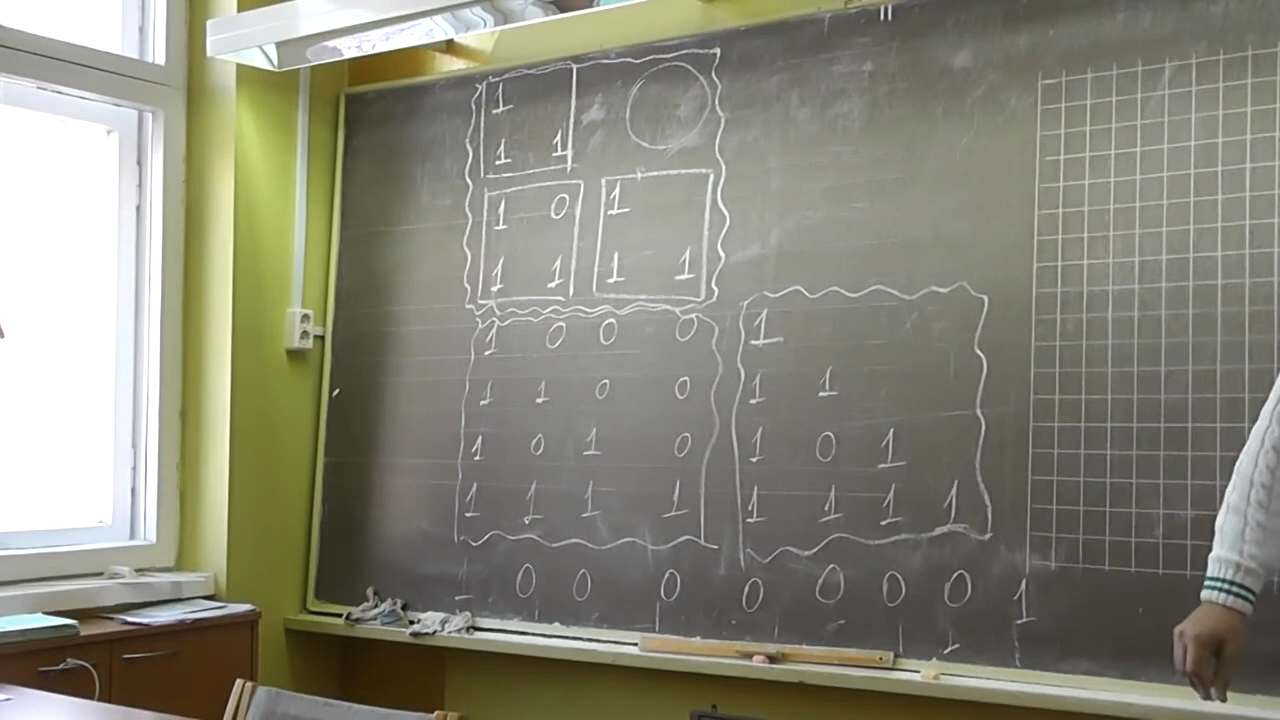 1
1 1
1 0 1
1 1 1 1
1 0 0 0 1
1 1 0 0 1 1
1 0 1 0 1 0 1
1 1 1 1 1 1 1 1
1 0 0 0 0 0 0 0 1